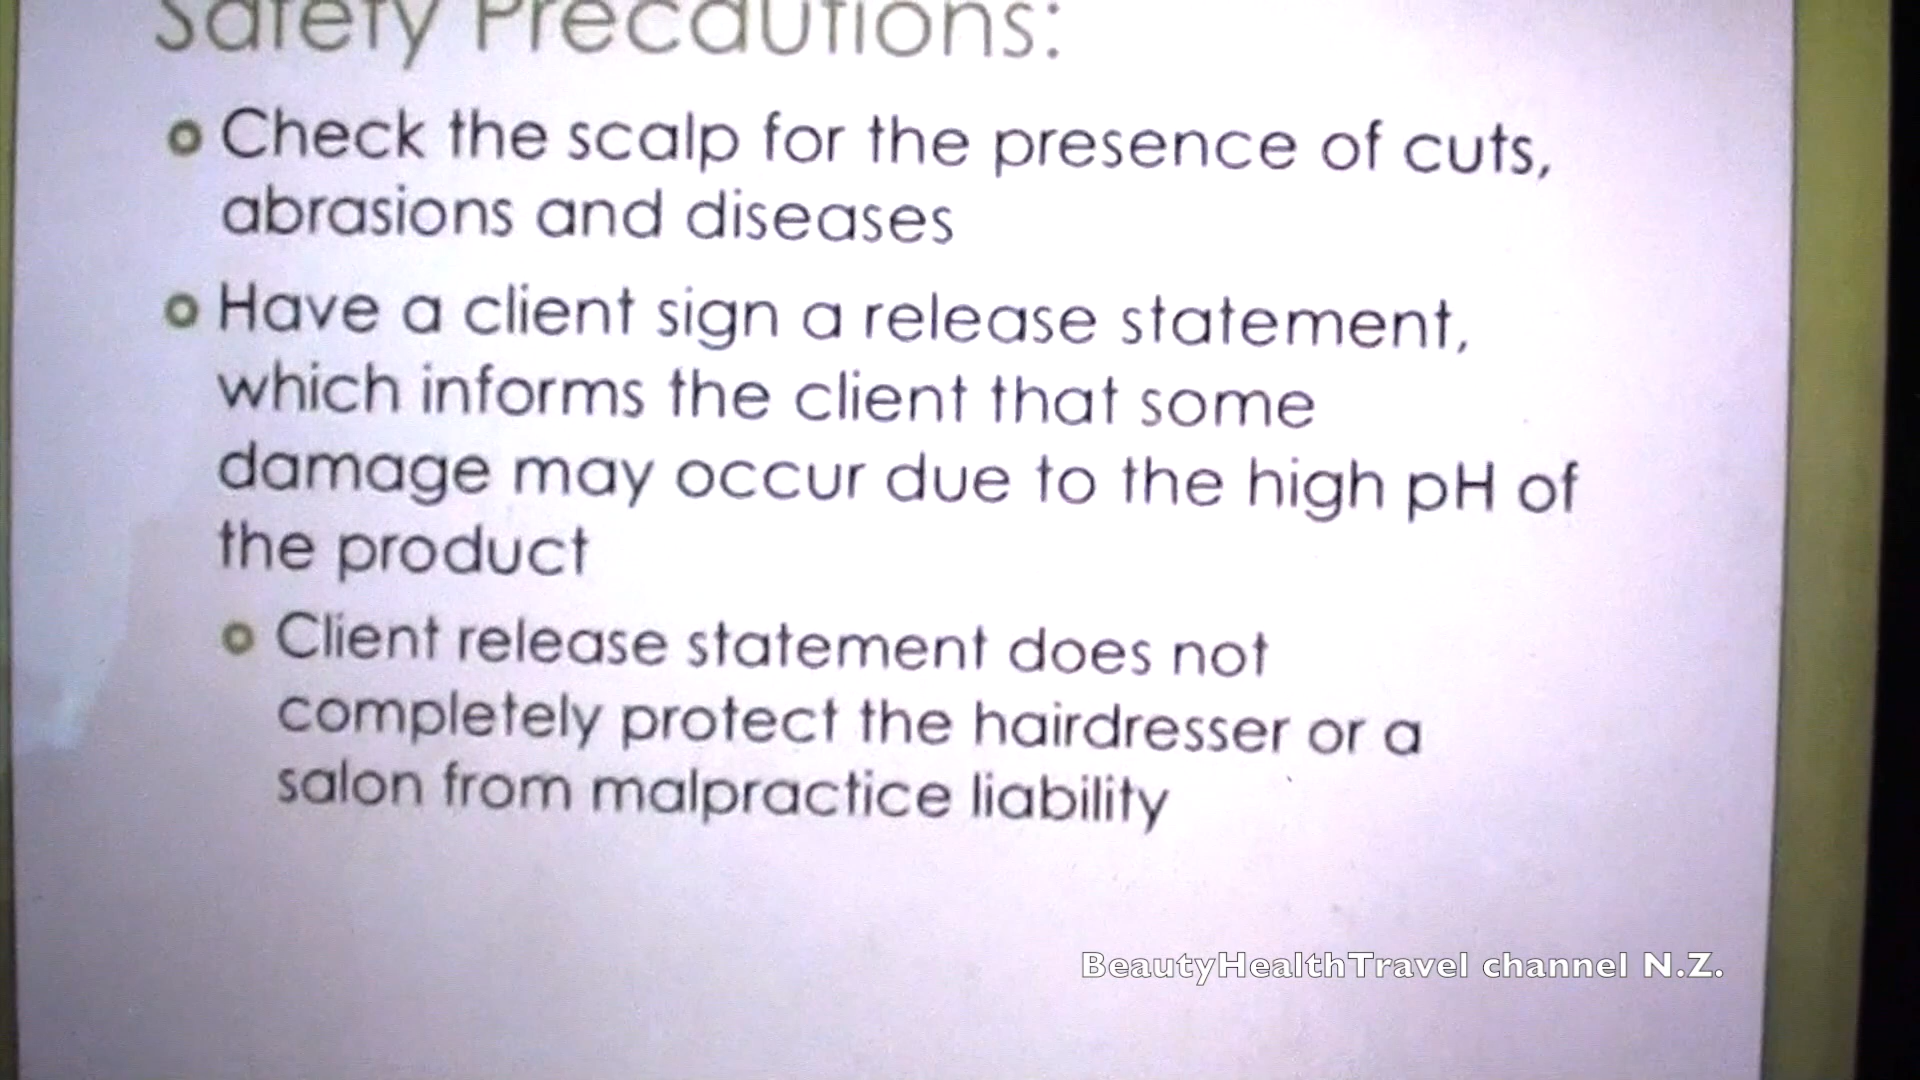 Safety Precautions:
Check the scalp for the presence of cuts,
abrasions and diseases
Have a client sign a release statement,
which informs the client that some
damage may occur due to the high pH of
the product
Client release statement does not
completely protect the hairdresser or a
salon from malpractice liability
BeautyHealthTravel channel N.Z.